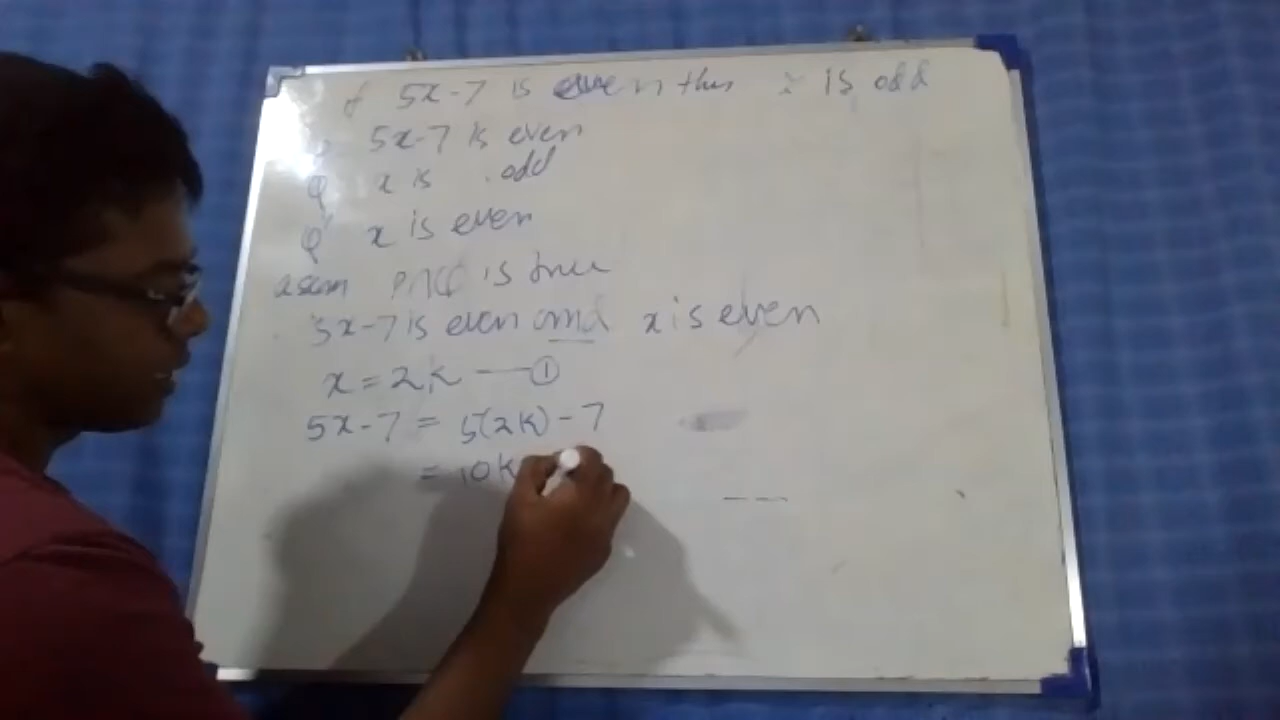 f 5x-7 is even then x is odd
5x-7 is even
Q x is odd
Q' x is even
asum P∧Q' is true
5x-7 is even and x is even
x = 2k — ①
5x-7 = 5(2k)-7
= 10k